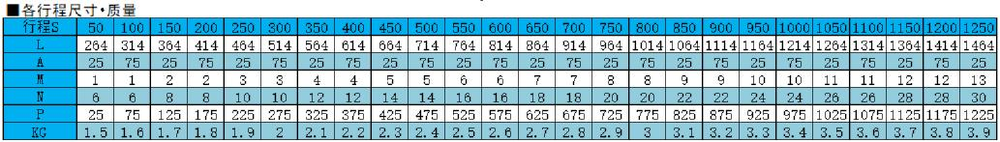 ■各行程尺寸·质量
行程S 50 100 150 200 250 300 350 400 450 500 550 600 650 700 750 800 850 900 950 1000 1050 1100 1150 1200 1250
L 264 314 364 414 464 514 564 614 664 714 764 814 864 914 964 1014 1064 1114 1164 1214 1264 1314 1364 1414 1464
A 25 75 25 75 25 75 25 75 25 75 25 75 25 75 25 75 25 75 25 75 25 75 25 75 25
M 1 1 2 2 3 3 4 4 5 5 6 6 7 7 8 8 9 9 10 10 11 11 12 12 13
N 6 6 8 8 10 10 12 12 14 14 16 16 18 18 20 20 22 22 24 24 26 26 28 28 30
P 25 75 125 175 225 275 325 375 425 475 525 575 625 675 725 775 825 875 925 975 1025 1075 1125 1175 1225
KG 1.5 1.6 1.7 1.8 1.9 2 2.1 2.2 2.3 2.4 2.5 2.6 2.7 2.8 2.9 3 3.1 3.2 3.3 3.4 3.5 3.6 3.7 3.8 3.9